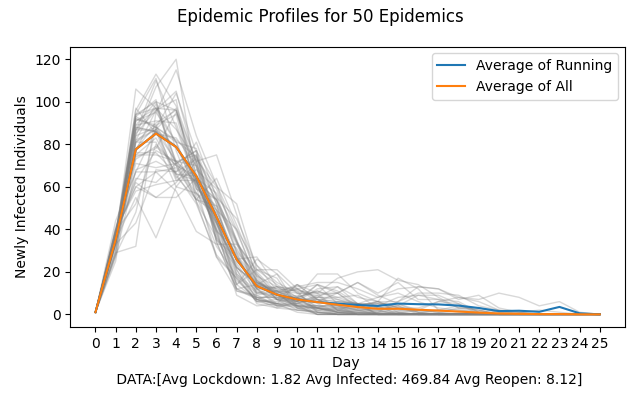 Epidemic Profiles for 50 Epidemics
Newly Infected Individuals
120
100
80
60
40
20
0
Average of Running
Average of All
0 1 2 3 4 5 6 7 8 9 10 11 12 13 14 15 16 17 18 19 20 21 22 23 24 25
Day
DATA:[Avg Lockdown: 1.82 Avg Infected: 469.84 Avg Reopen: 8.12]